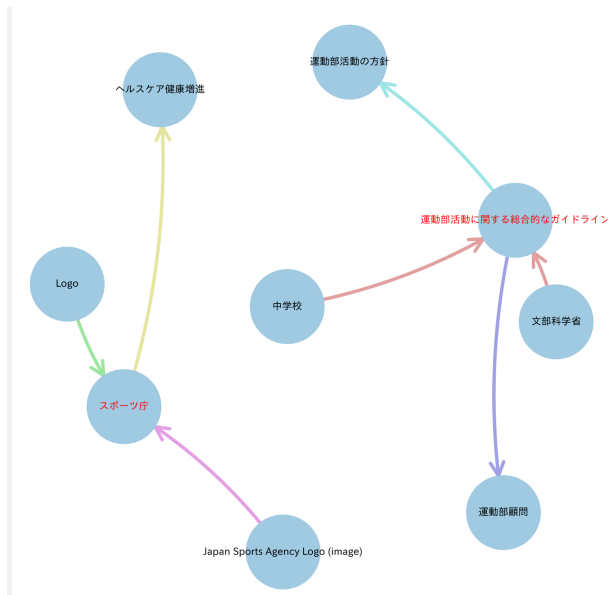 運動部活動の方針
ヘルスケア健康増進
運動部活動に関する総合的なガイドライン
Logo
中学校
文部科学省
スポーツ庁
運動部顧問
Japan Sports Agency Logo (image)